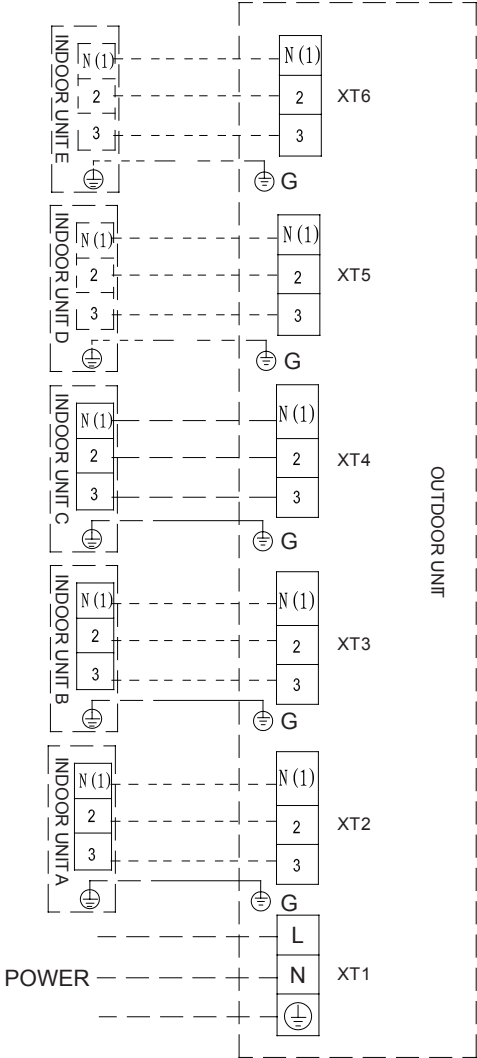 INDOOR UNIT E
N(1)
2
3
N(1)
2
3
XT6
G
INDOOR UNIT D
N(1)
2
3
N(1)
2
3
XT5
G
INDOOR UNIT C
N(1)
2
3
N(1)
2
3
XT4
G
OUTDOOR UNIT
INDOOR UNIT B
N(1)
2
3
N(1)
2
3
XT3
G
INDOOR UNIT A
N(1)
2
3
N(1)
2
3
XT2
G
POWER
L
N
XT1